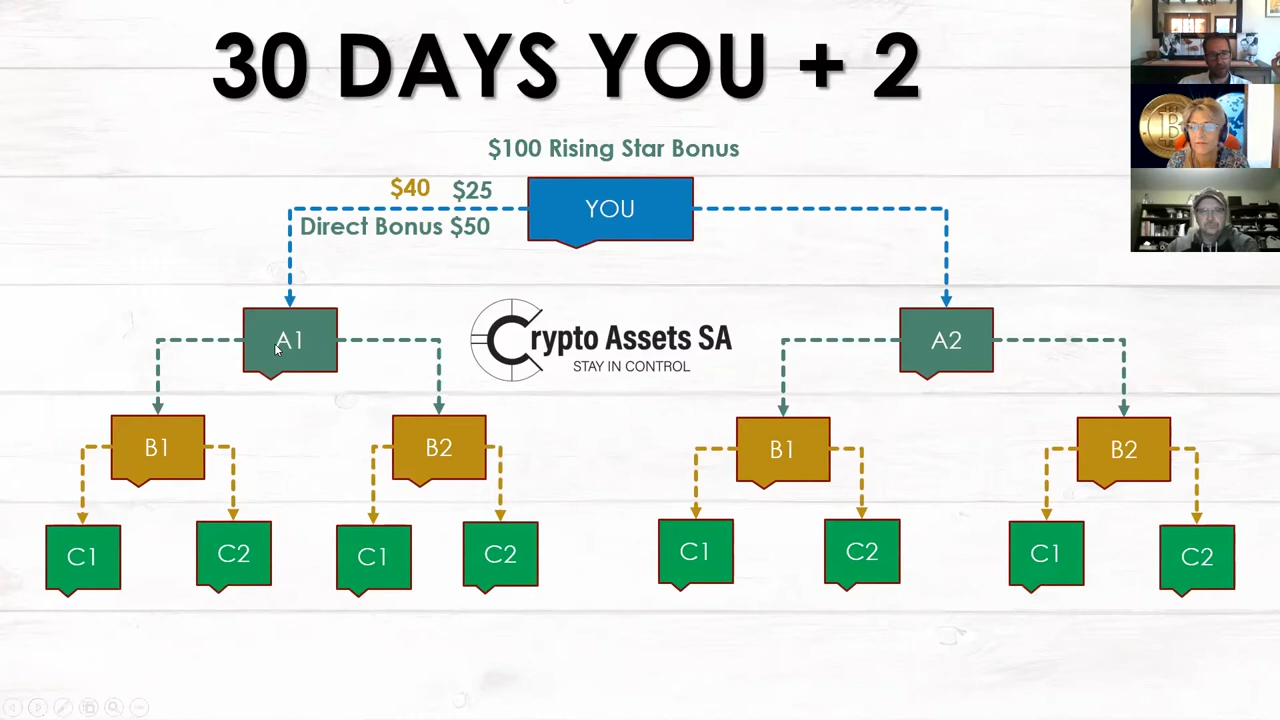 30 DAYS YOU + 2
$100 Rising Star Bonus
$40 $25
YOU
Direct Bonus $50
A1
Crypto Assets SA
STAY IN CONTROL
A2
B1
B2
B1
B2
C1
C2
C1
C2
C1
C2
C1
C2